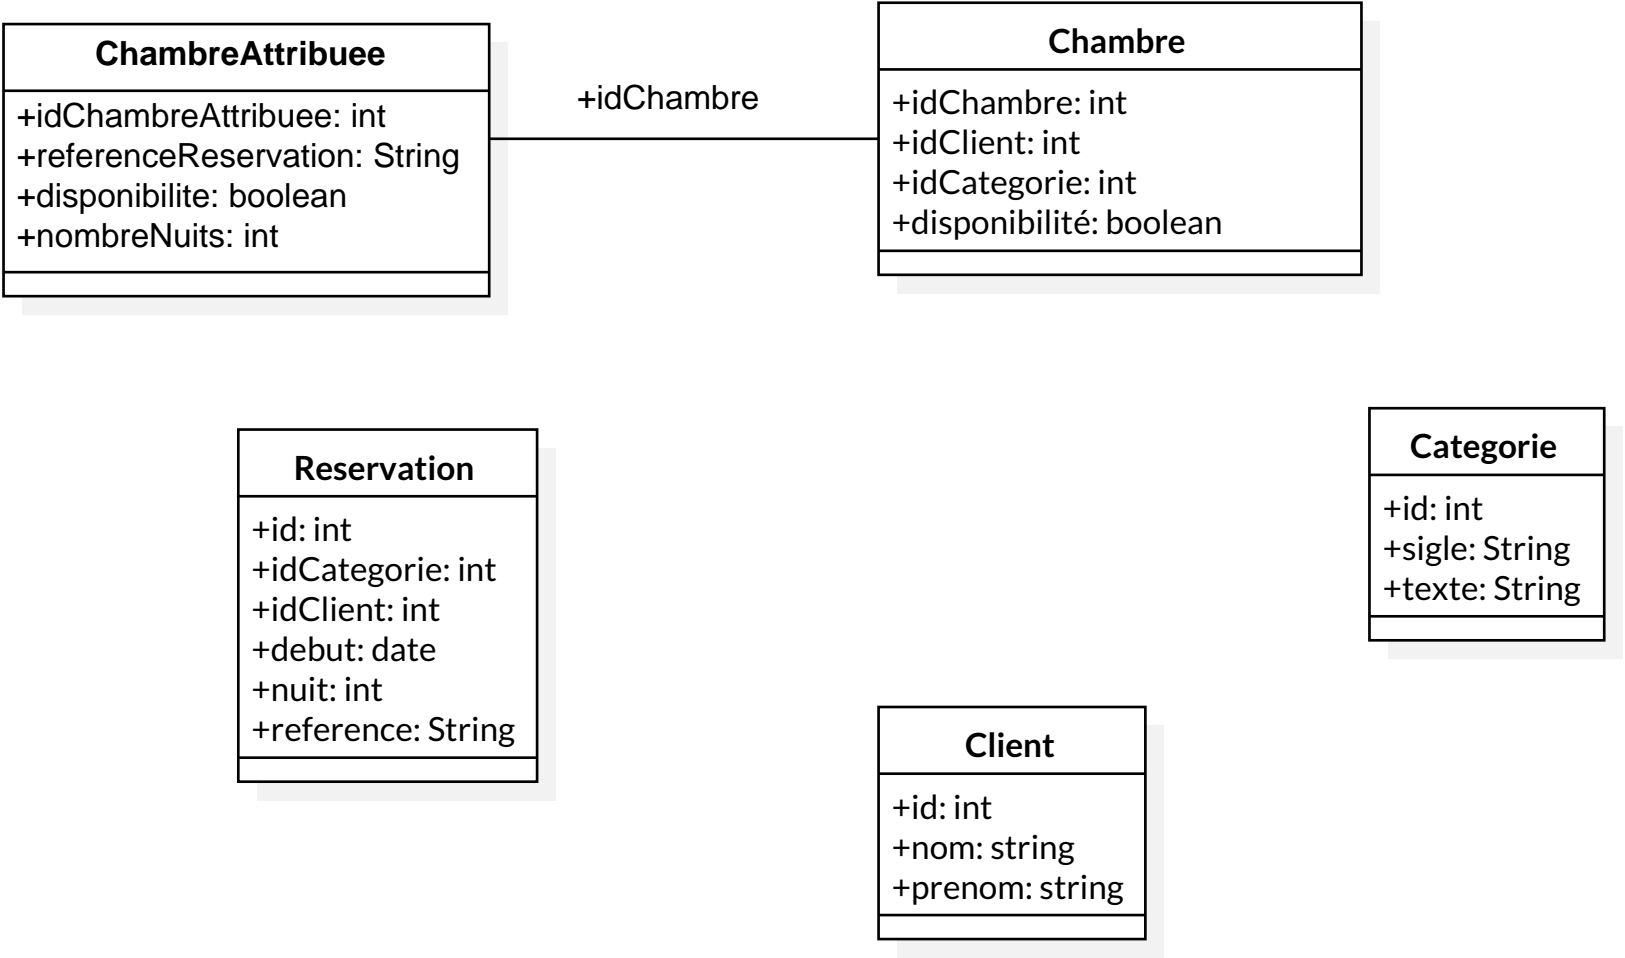 ChambreAttribuee
+idChambreAttribuee: int
+referenceReservation: String
+disponibilite: boolean
+nombreNuits: int
+idChambre
Chambre
+idChambre: int
+idClient: int
+idCategorie: int
+disponibilité: boolean
Reservation
+id: int
+idCategorie: int
+idClient: int
+debut: date
+nuit: int
+reference: String
Categorie
+id: int
+sigle: String
+texte: String
Client
+id: int
+nom: string
+prenom: string